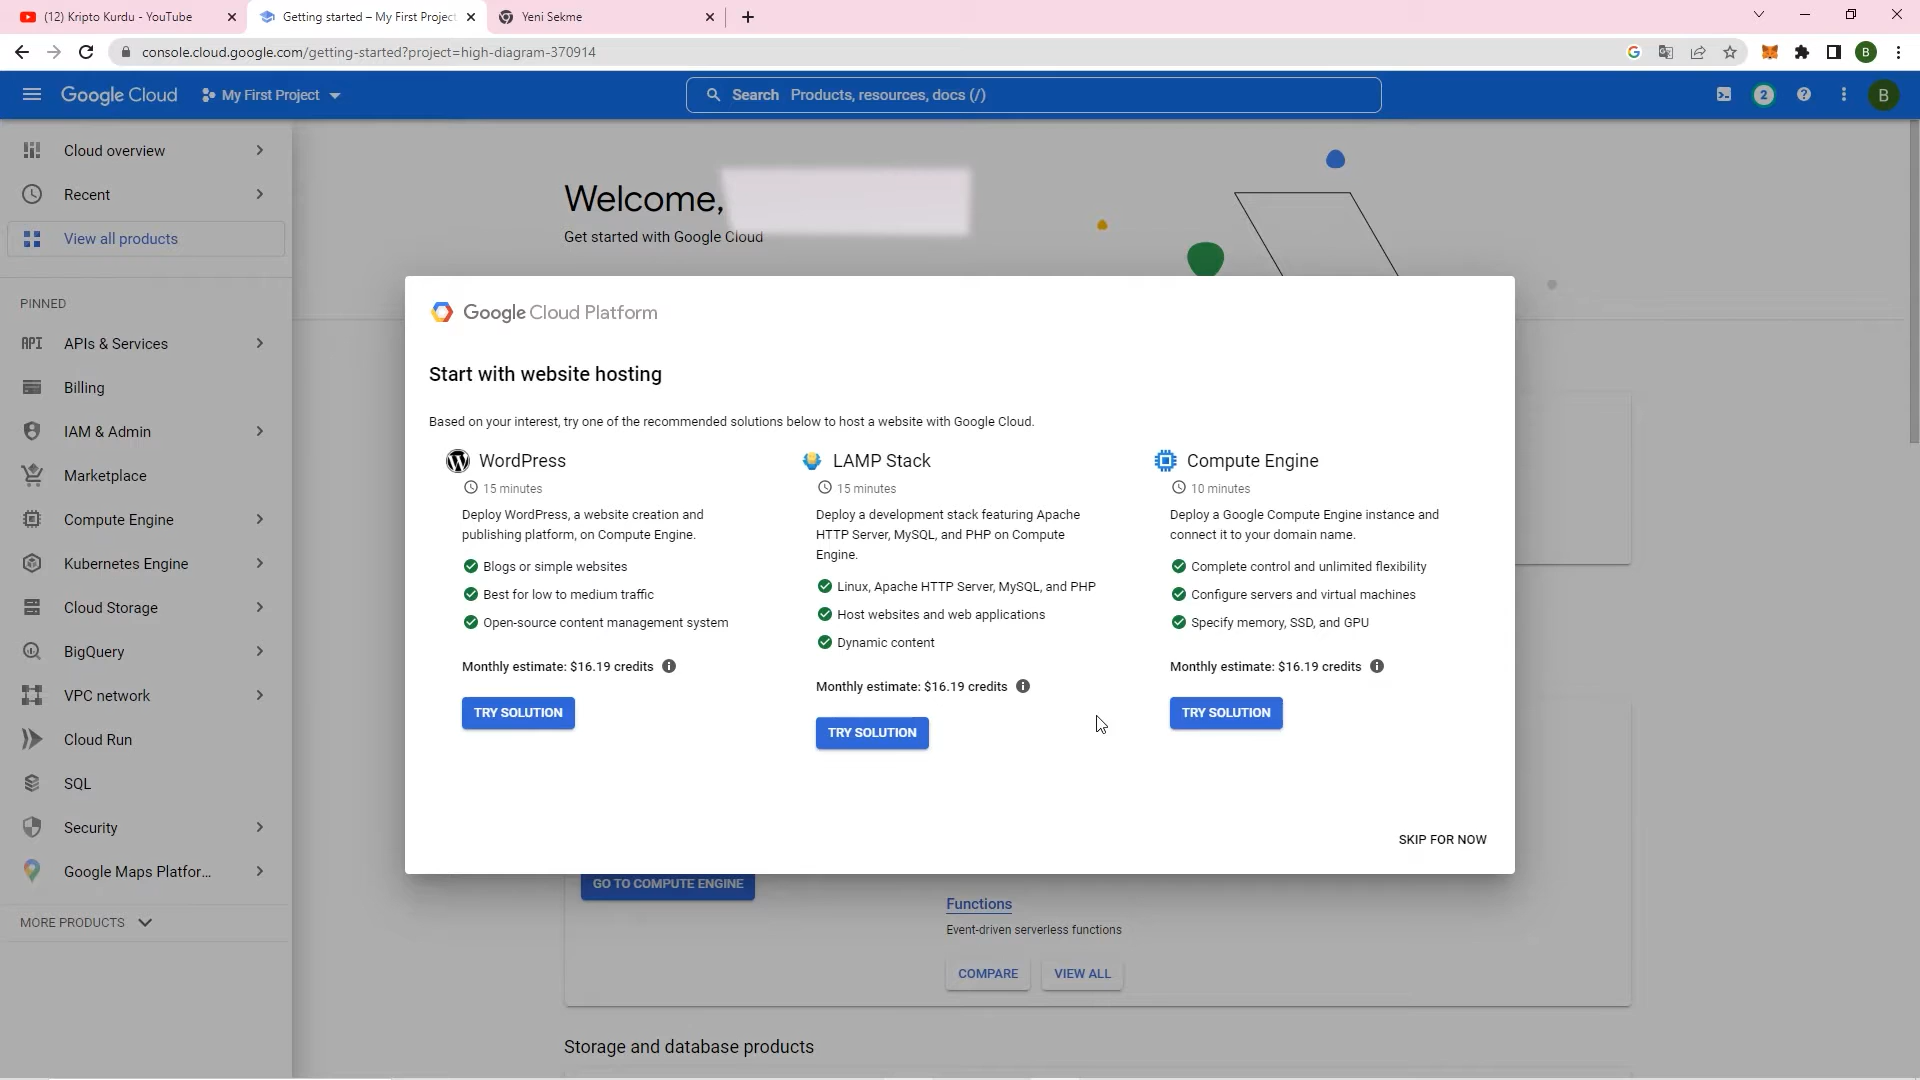 (12) Kripto Kurdu - YouTube
Getting started – My First Project
Yeni Sekme
console.cloud.google.com/getting-started?project=high-diagram-370914
B
Google Cloud
My First Project
Search Products, resources, docs (/)
2
B
Cloud overview
Recent
View all products
PINNED
API APIs & Services
Billing
IAM & Admin
Marketplace
Compute Engine
Kubernetes Engine
Cloud Storage
BigQuery
VPC network
Cloud Run
SQL
Security
Google Maps Platfor...
MORE PRODUCTS
Welcome,
Get started with Google Cloud
Google Cloud Platform
Start with website hosting
Based on your interest, try one of the recommended solutions below to host a website with Google Cloud.
WordPress
15 minutes
Deploy WordPress, a website creation and
publishing platform, on Compute Engine.
Blogs or simple websites
Best for low to medium traffic
Open-source content management system
Monthly estimate: $16.19 credits
TRY SOLUTION
LAMP Stack
15 minutes
Deploy a development stack featuring Apache
HTTP Server, MySQL, and PHP on Compute
Engine.
Linux, Apache HTTP Server, MySQL, and PHP
Host websites and web applications
Dynamic content
Monthly estimate: $16.19 credits
TRY SOLUTION
Compute Engine
10 minutes
Deploy a Google Compute Engine instance and
connect it to your domain name.
Complete control and unlimited flexibility
Configure servers and virtual machines
Specify memory, SSD, and GPU
Monthly estimate: $16.19 credits
TRY SOLUTION
SKIP FOR NOW
GO TO COMPUTE ENGINE
Functions
Event-driven serverless functions
COMPARE
VIEW ALL
Storage and database products